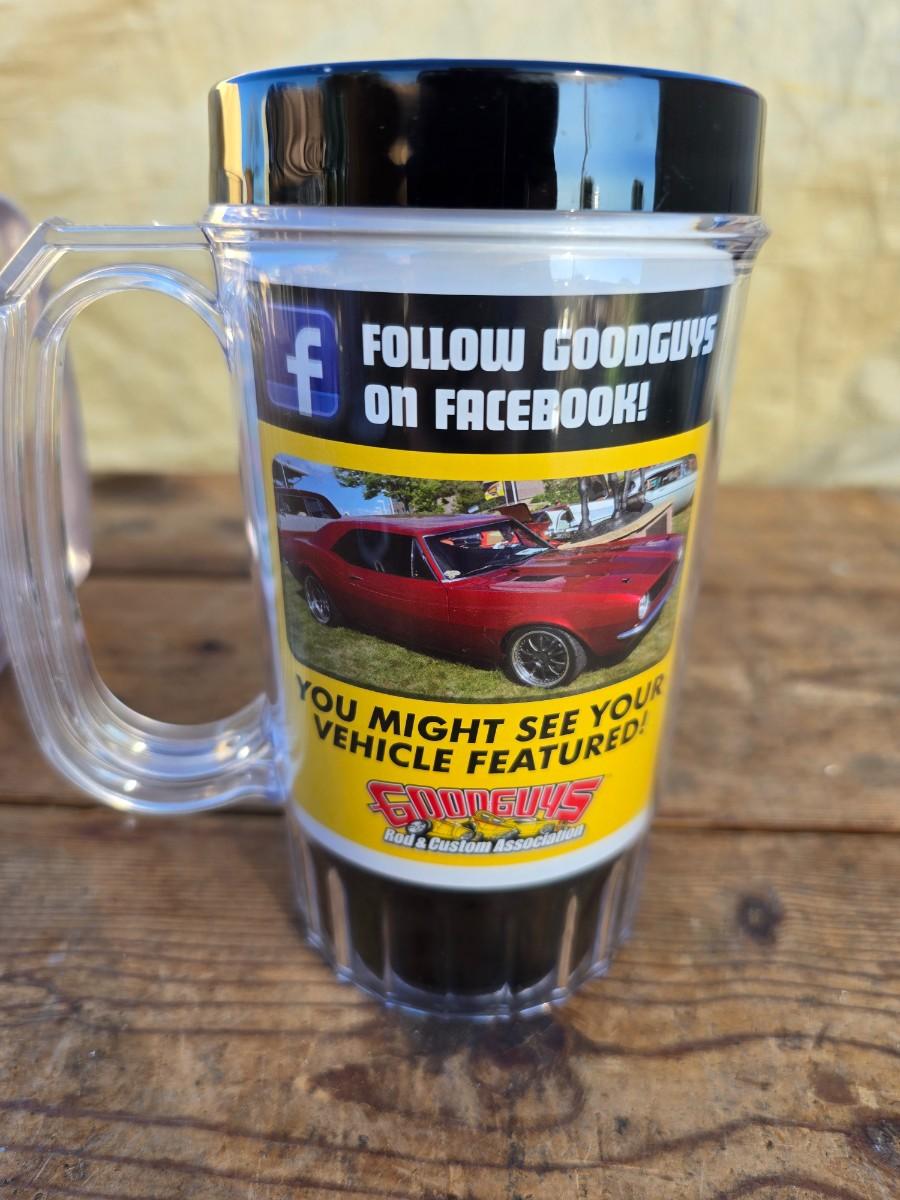 f FOLLOW GOODGUYS
ON FACEBOOK!
YOU MIGHT SEE YOUR
VEHICLE FEATURED!
GOODGUYS
Rod & Custom Association